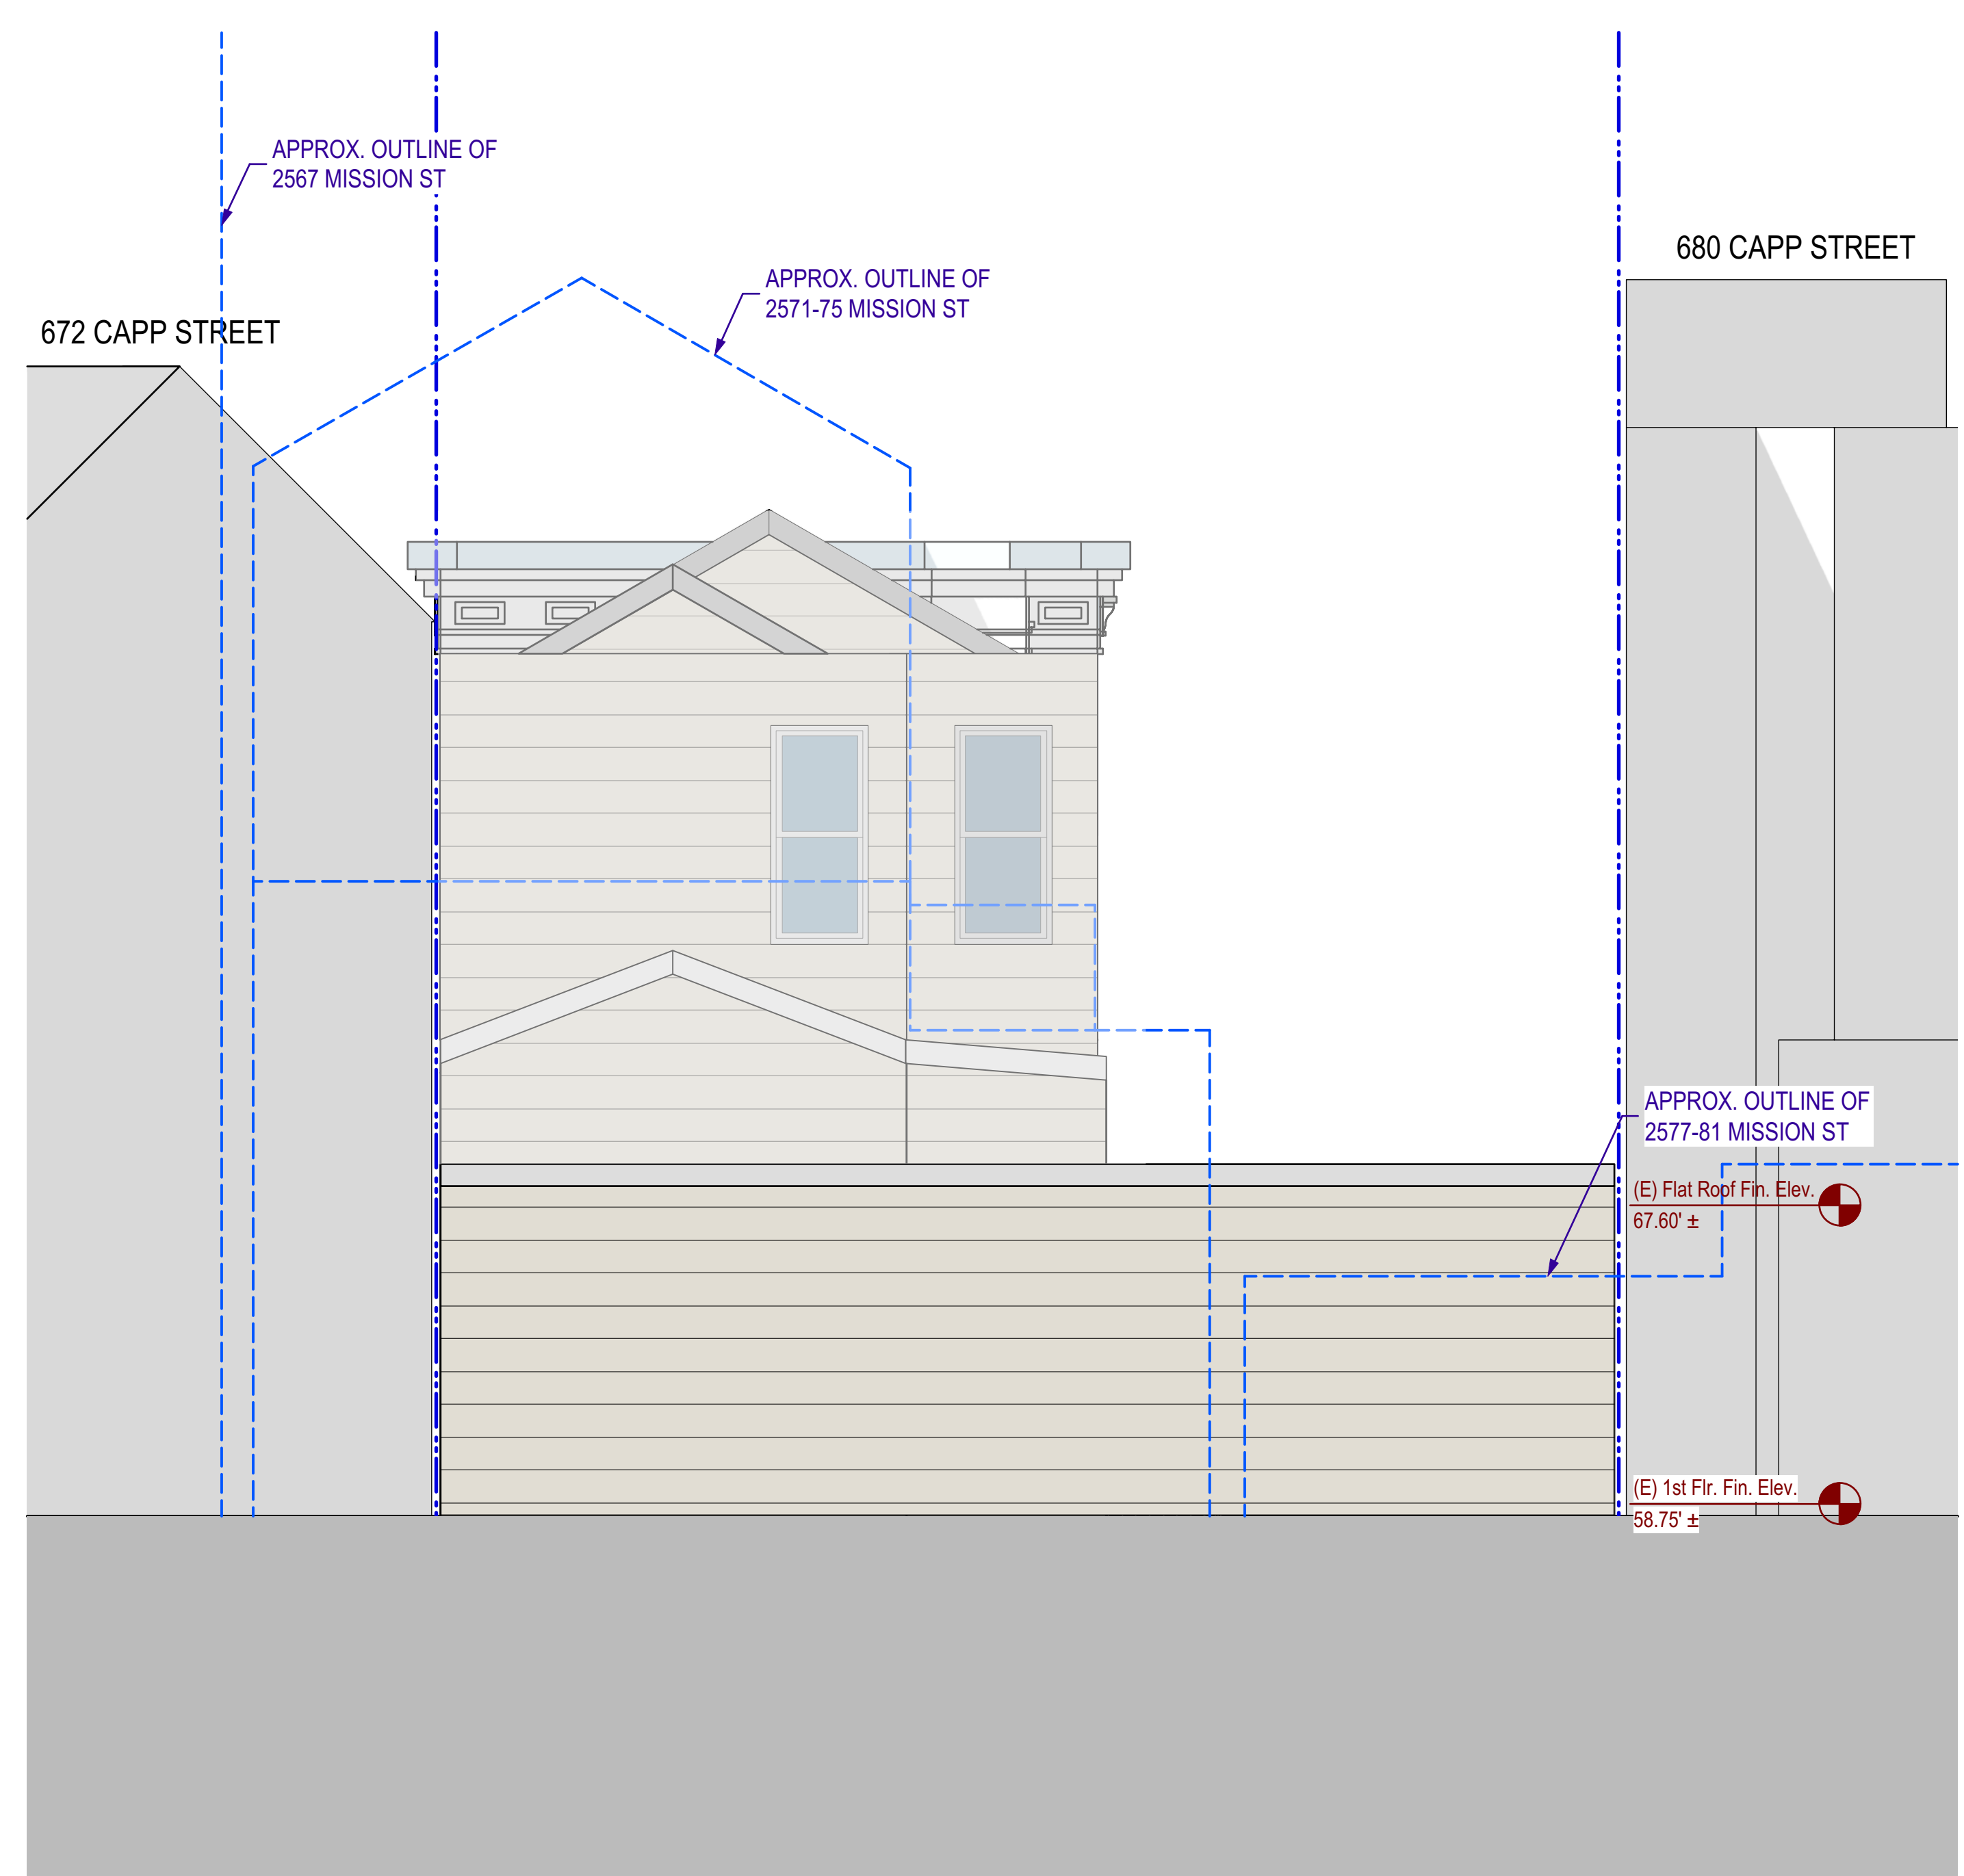 APPROX. OUTLINE OF
2567 MISSION ST
680 CAPP STREET
APPROX. OUTLINE OF
2571-75 MISSION ST
672 CAPP STREET
APPROX. OUTLINE OF
2577-81 MISSION ST
(E) Flat Roof Fin. Elev.
67.60' ±
(E) 1st Flr. Fin. Elev.
58.75' ±